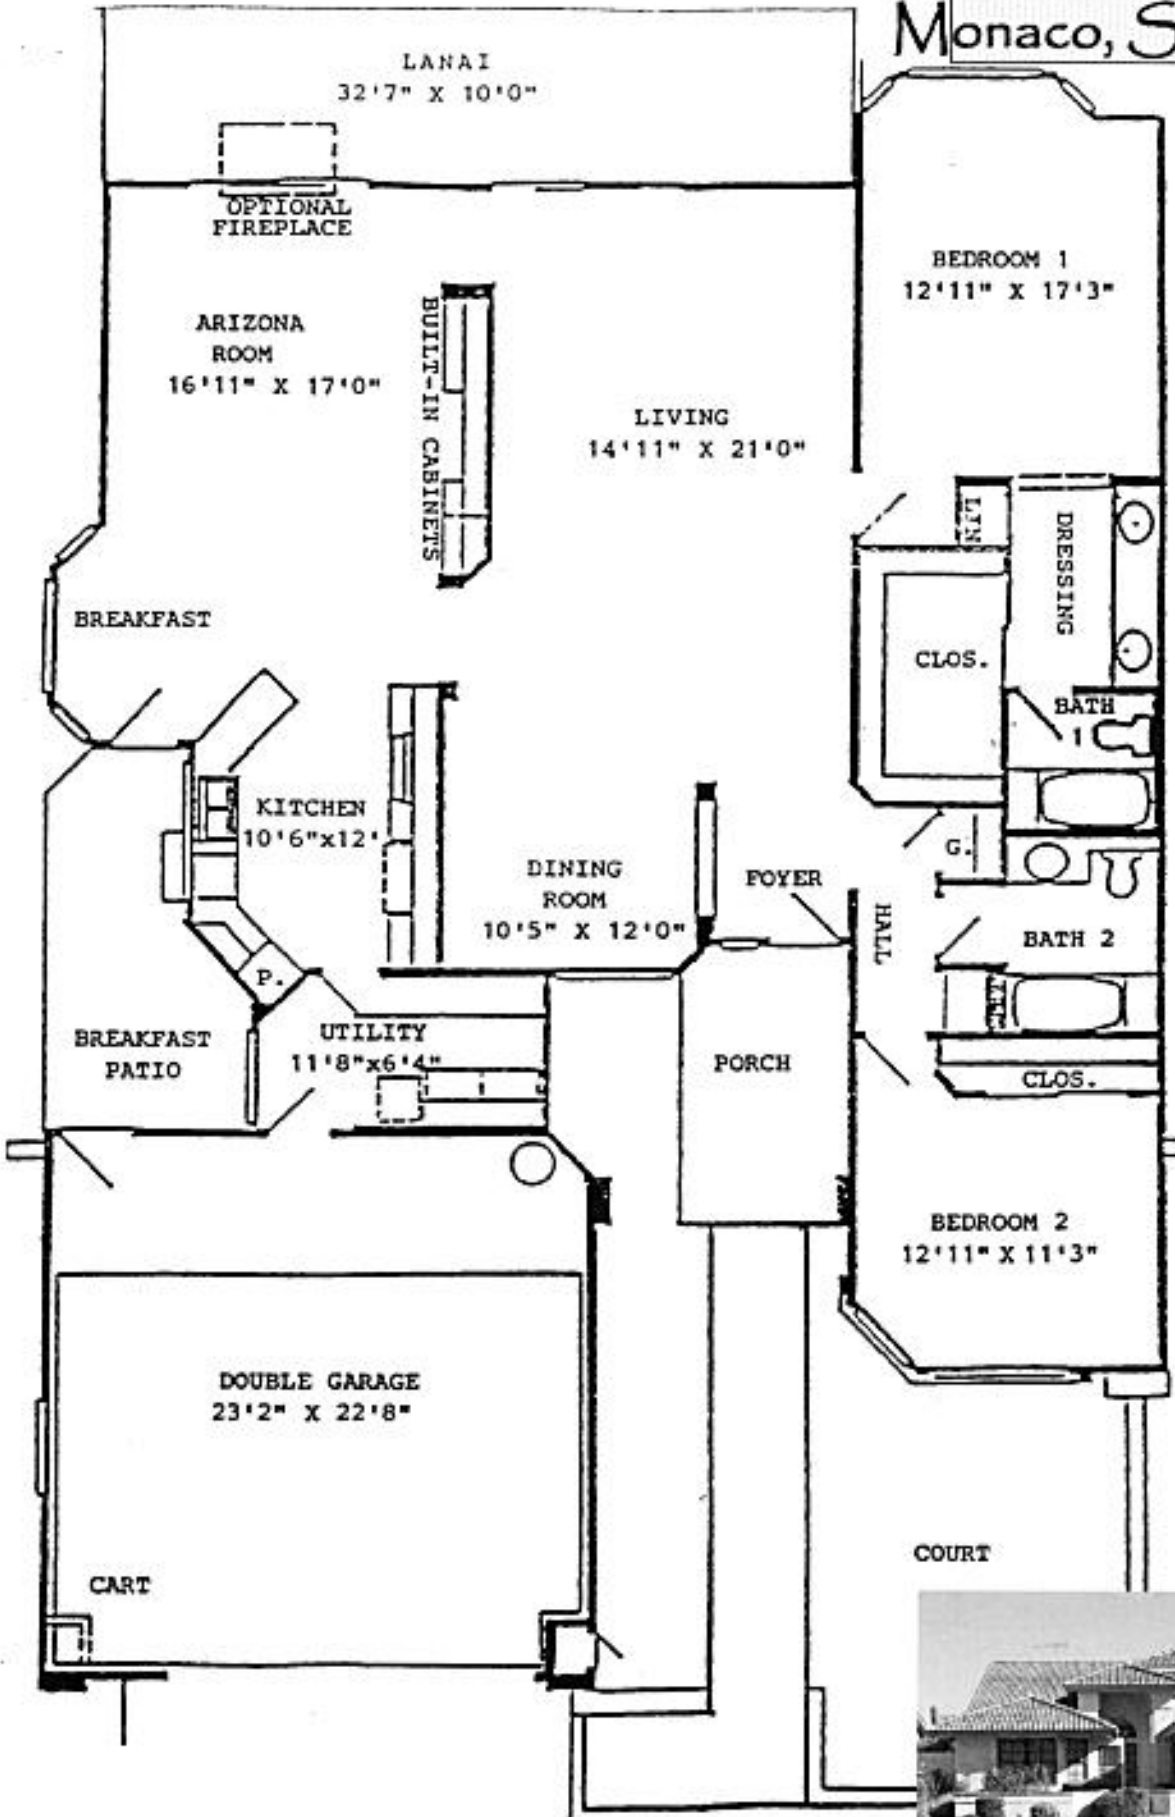 Monaco, S
LANAI
32'7" X 10'0"
OPTIONAL
FIREPLACE
BEDROOM 1
12'11" X 17'3"
ARIZONA
ROOM
16'11" X 17'0"
BUILT-IN CABINETS
LIVING
14'11" X 21'0"
LIN
DRESSING
BREAKFAST
CLOS.
BATH
1
KITCHEN
10'6"x12'
G.
DINING
ROOM
10'5" X 12'0"
FOYER
HALL
BATH 2
P.
BREAKFAST
PATIO
UTILITY
11'8"x6'4"
PORCH
CLOS.
BEDROOM 2
12'11" X 11'3"
DOUBLE GARAGE
23'2" X 22'8"
COURT
CART